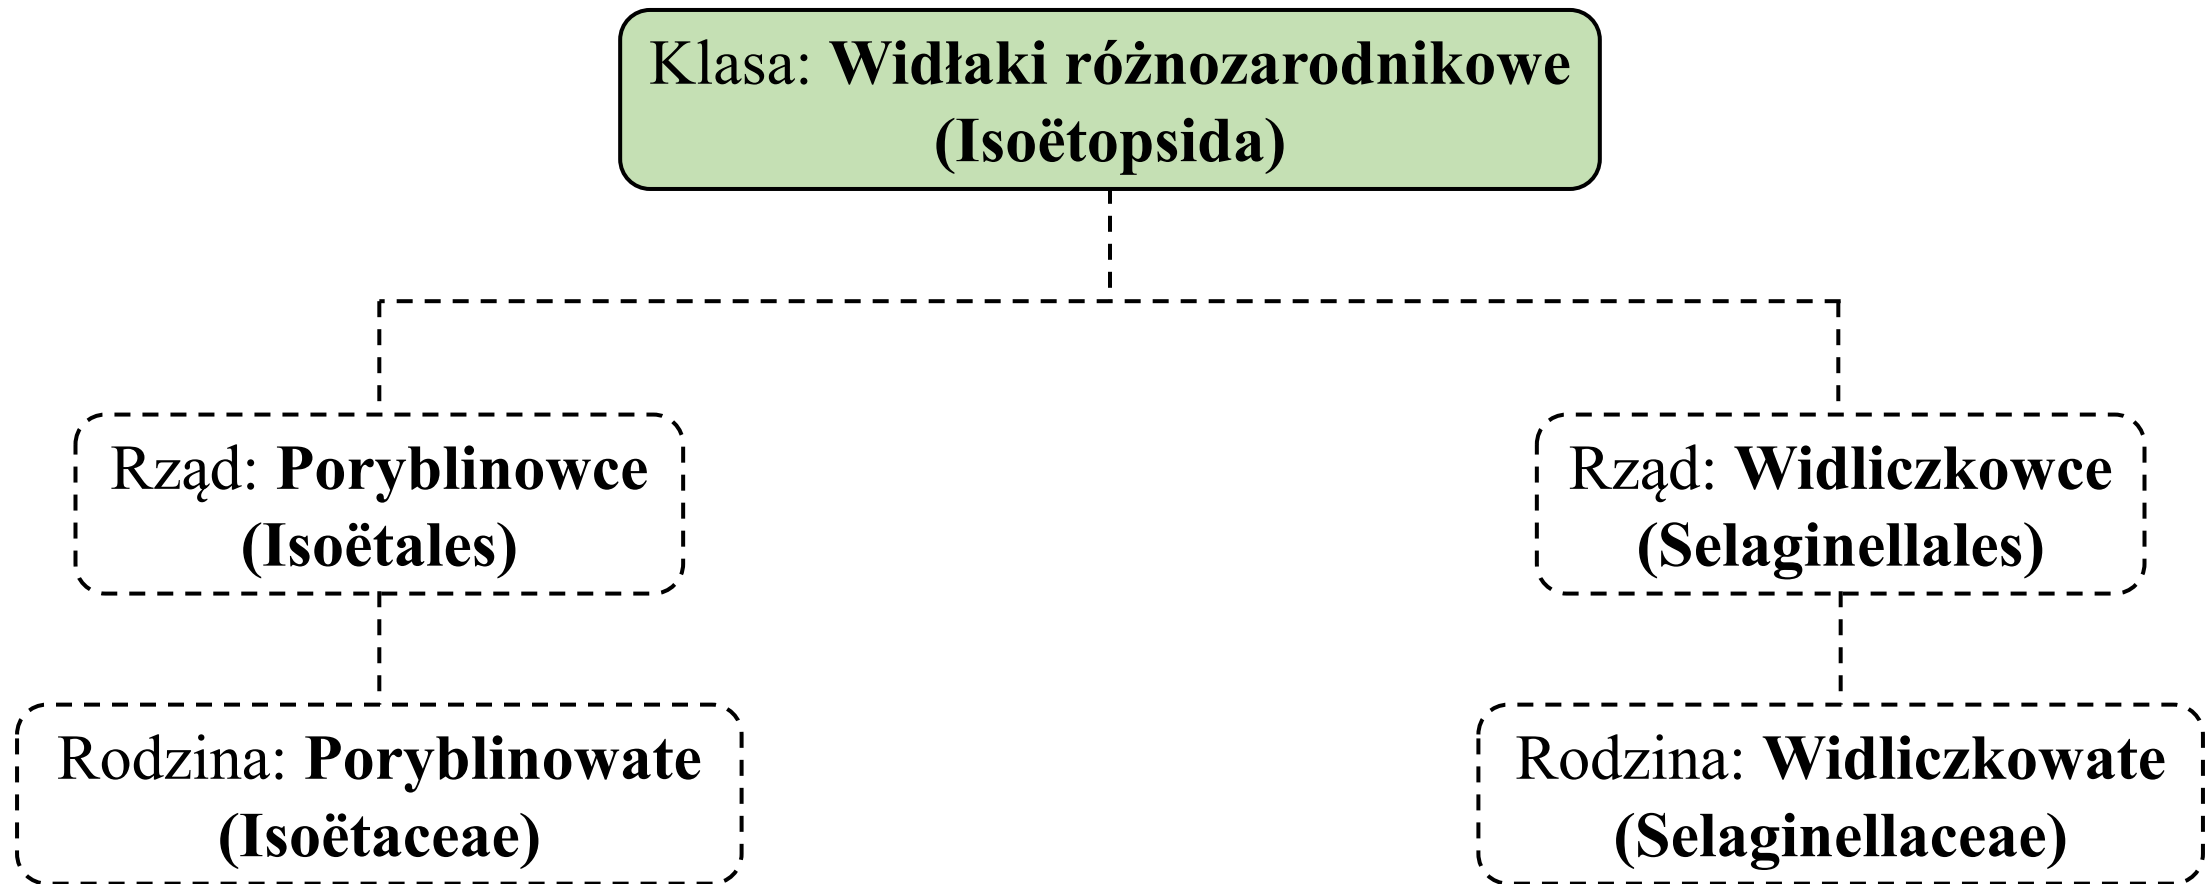 Klasa: Widłaki różnozarodnikowe
(Isoëtopsida)
Rząd: Poryblinowce
(Isoëtales)
Rząd: Widliczkowce
(Selaginellales)
Rodzina: Poryblinowate
(Isoëtaceae)
Rodzina: Widliczkowate
(Selaginellaceae)